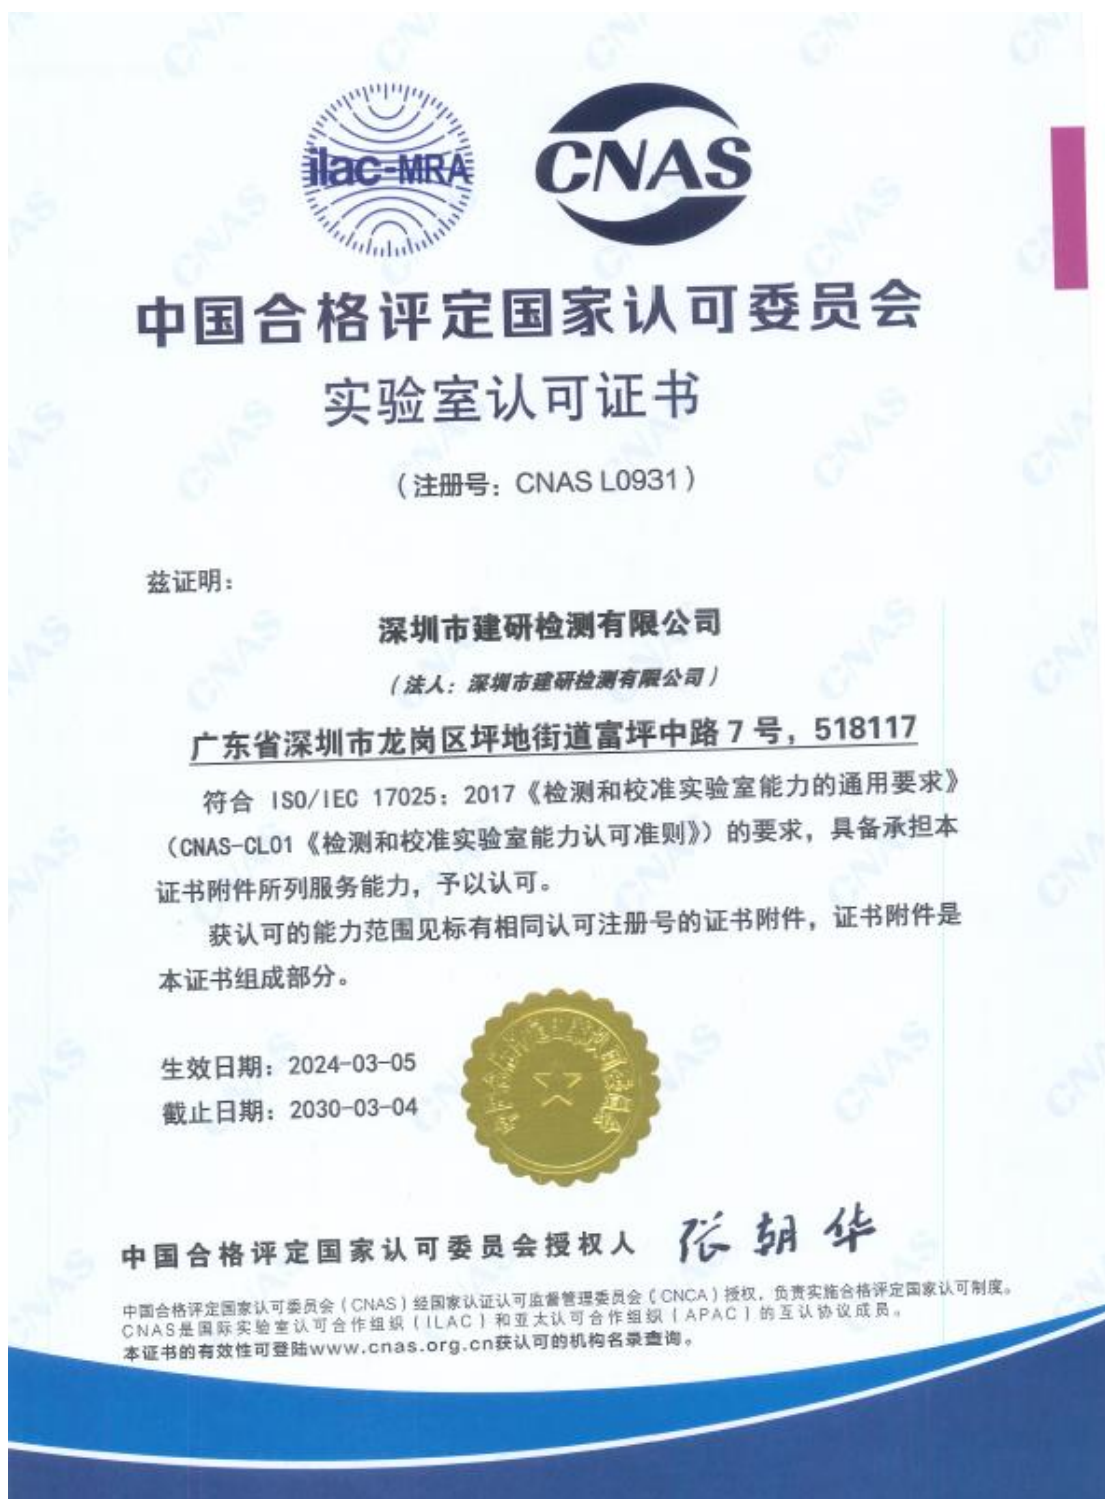 ilac-MRA
CNAS
中国合格评定国家认可委员会
实验室认可证书
（注册号：CNAS L0931）
兹证明：
深圳市建研检测有限公司
（法人：深圳市建研检测有限公司）
广东省深圳市龙岗区坪地街道富坪中路 7 号，518117
符合 ISO/IEC 17025：2017《检测和校准实验室能力的通用要求》
（CNAS-CL01《检测和校准实验室能力认可准则》）的要求，具备承担本
证书附件所列服务能力，予以认可。
获认可的能力范围见标有相同认可注册号的证书附件，证书附件是
本证书组成部分。
生效日期：2024-03-05
截止日期：2030-03-04
中国合格评定国家认可委员会授权人 张朝华
中国合格评定国家认可委员会（CNAS）经国家认证认可监督管理委员会（CNCA）授权，负责实施合格评定国家认可制度。
CNAS是国际实验室认可合作组织（ILAC）和亚太认可合作组织（APAC）的互认协议成员。
本证书的有效性可登陆www.cnas.org.cn获认可的机构名录查询。